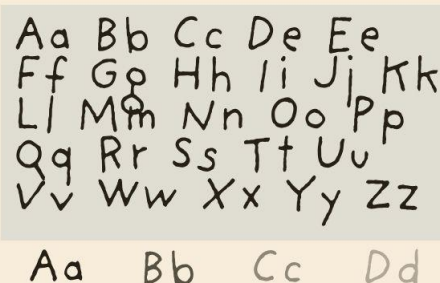 Aa Bb Cc De Ee
Ff Gg Hh Ii Jj Kk
Ll Mm Nn Oo Pp
Qq Rr Ss Tt Uu
Vv Ww Xx Yy Zz
Aa Bb Cc Dd